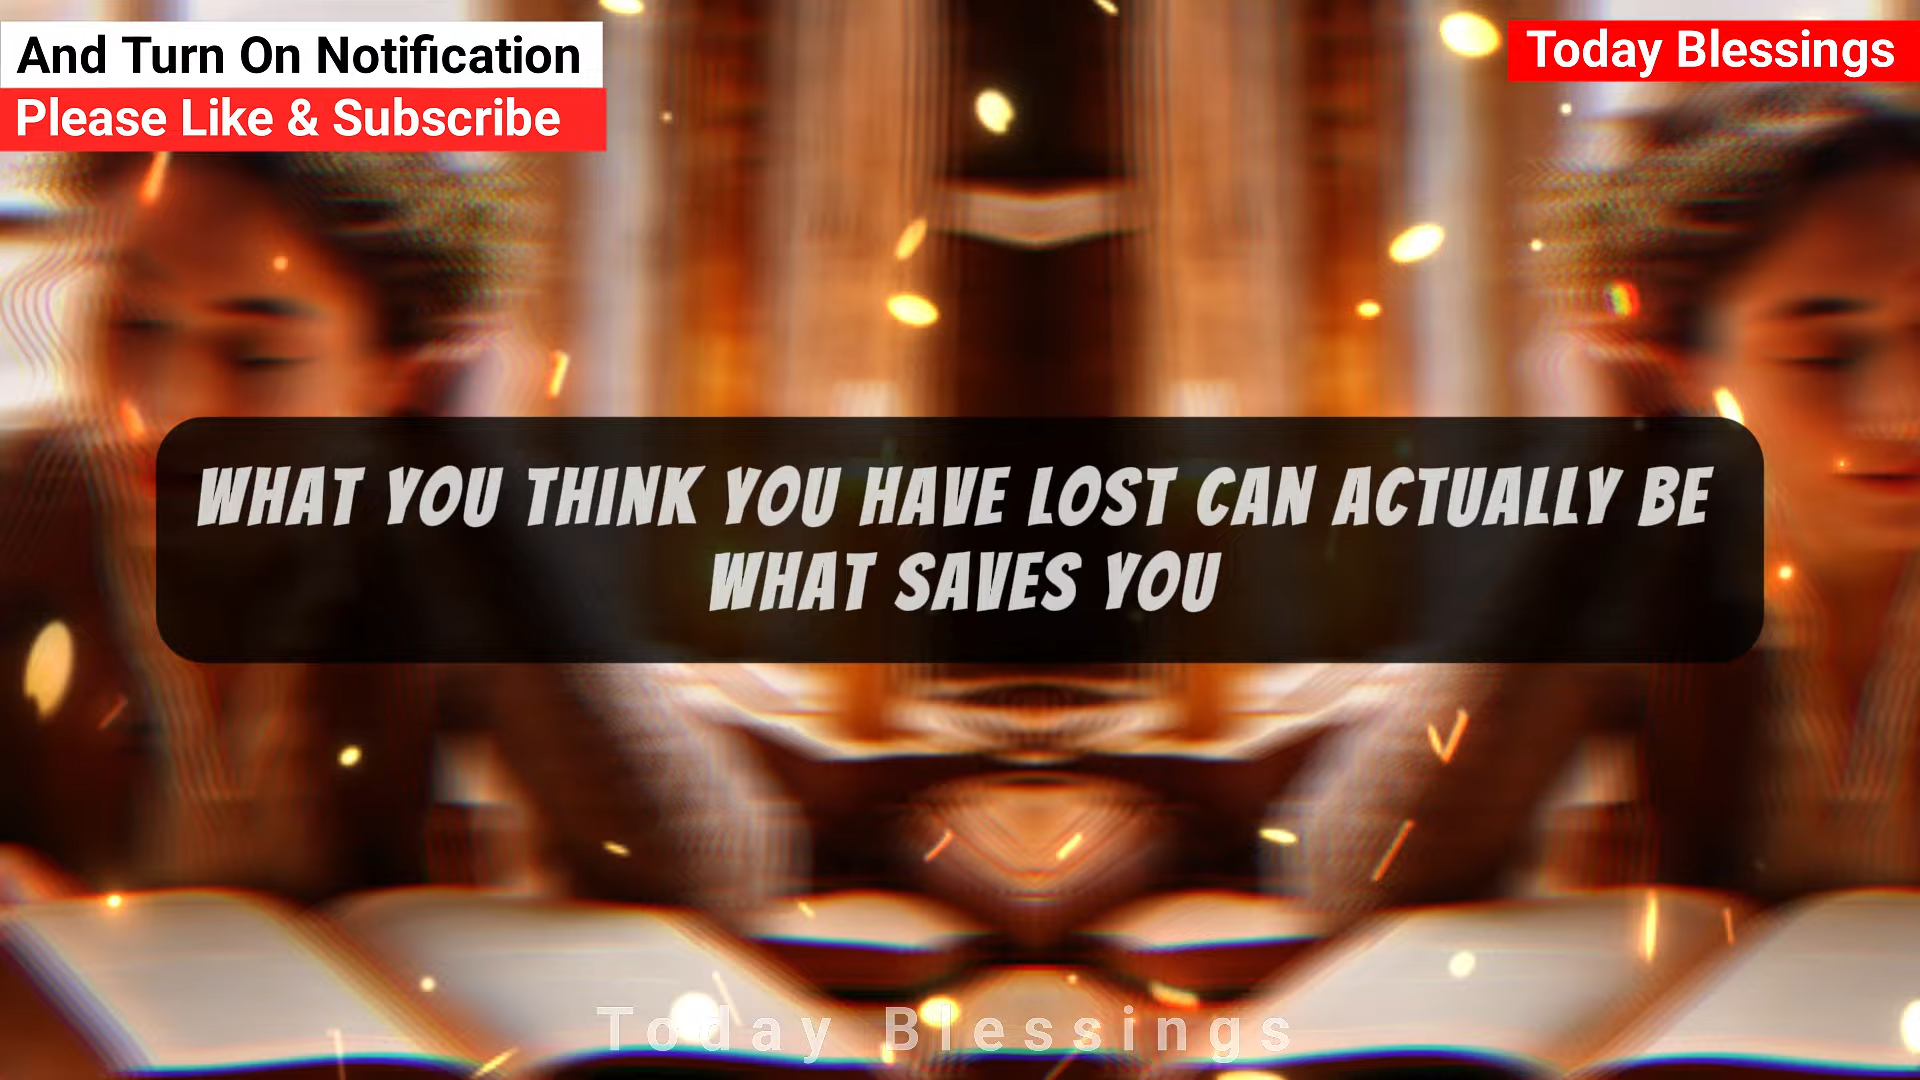 And Turn On Notification
Please Like & Subscribe
Today Blessings
WHAT YOU THINK YOU HAVE LOST CAN ACTUALLY BE
WHAT SAVES YOU
Today Blessings